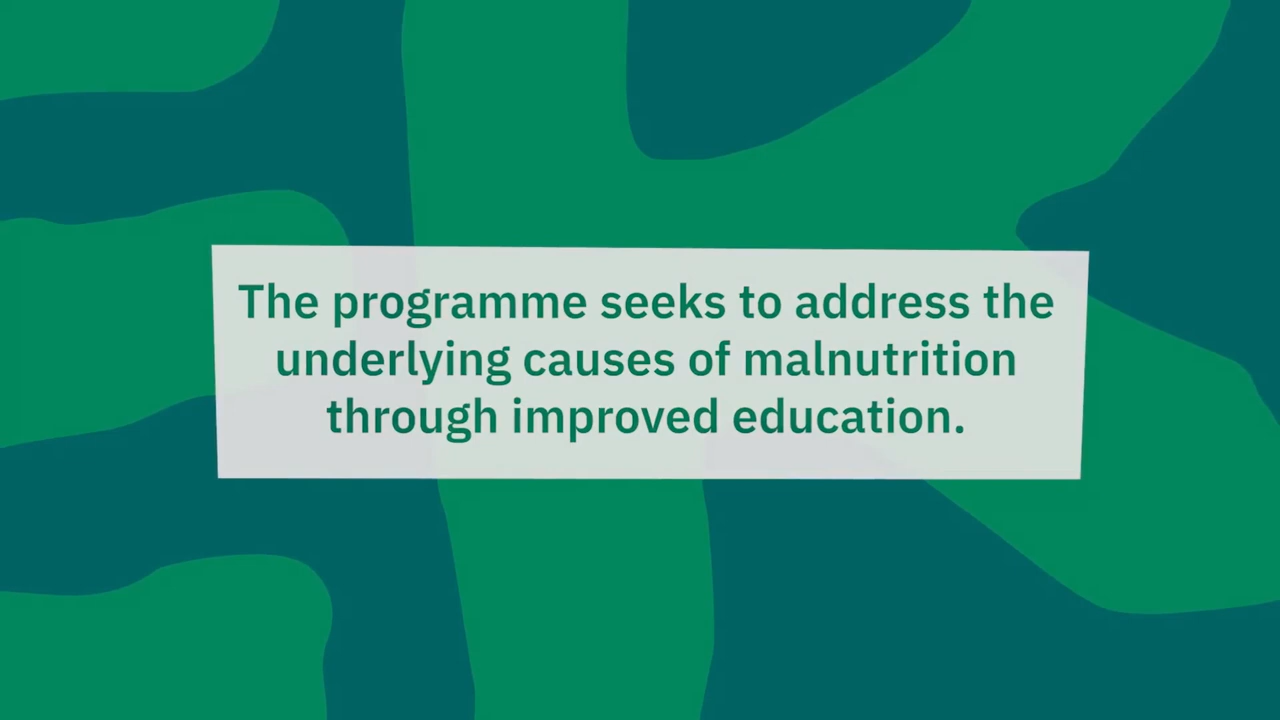 The programme seeks to address the
underlying causes of malnutrition
through improved education.